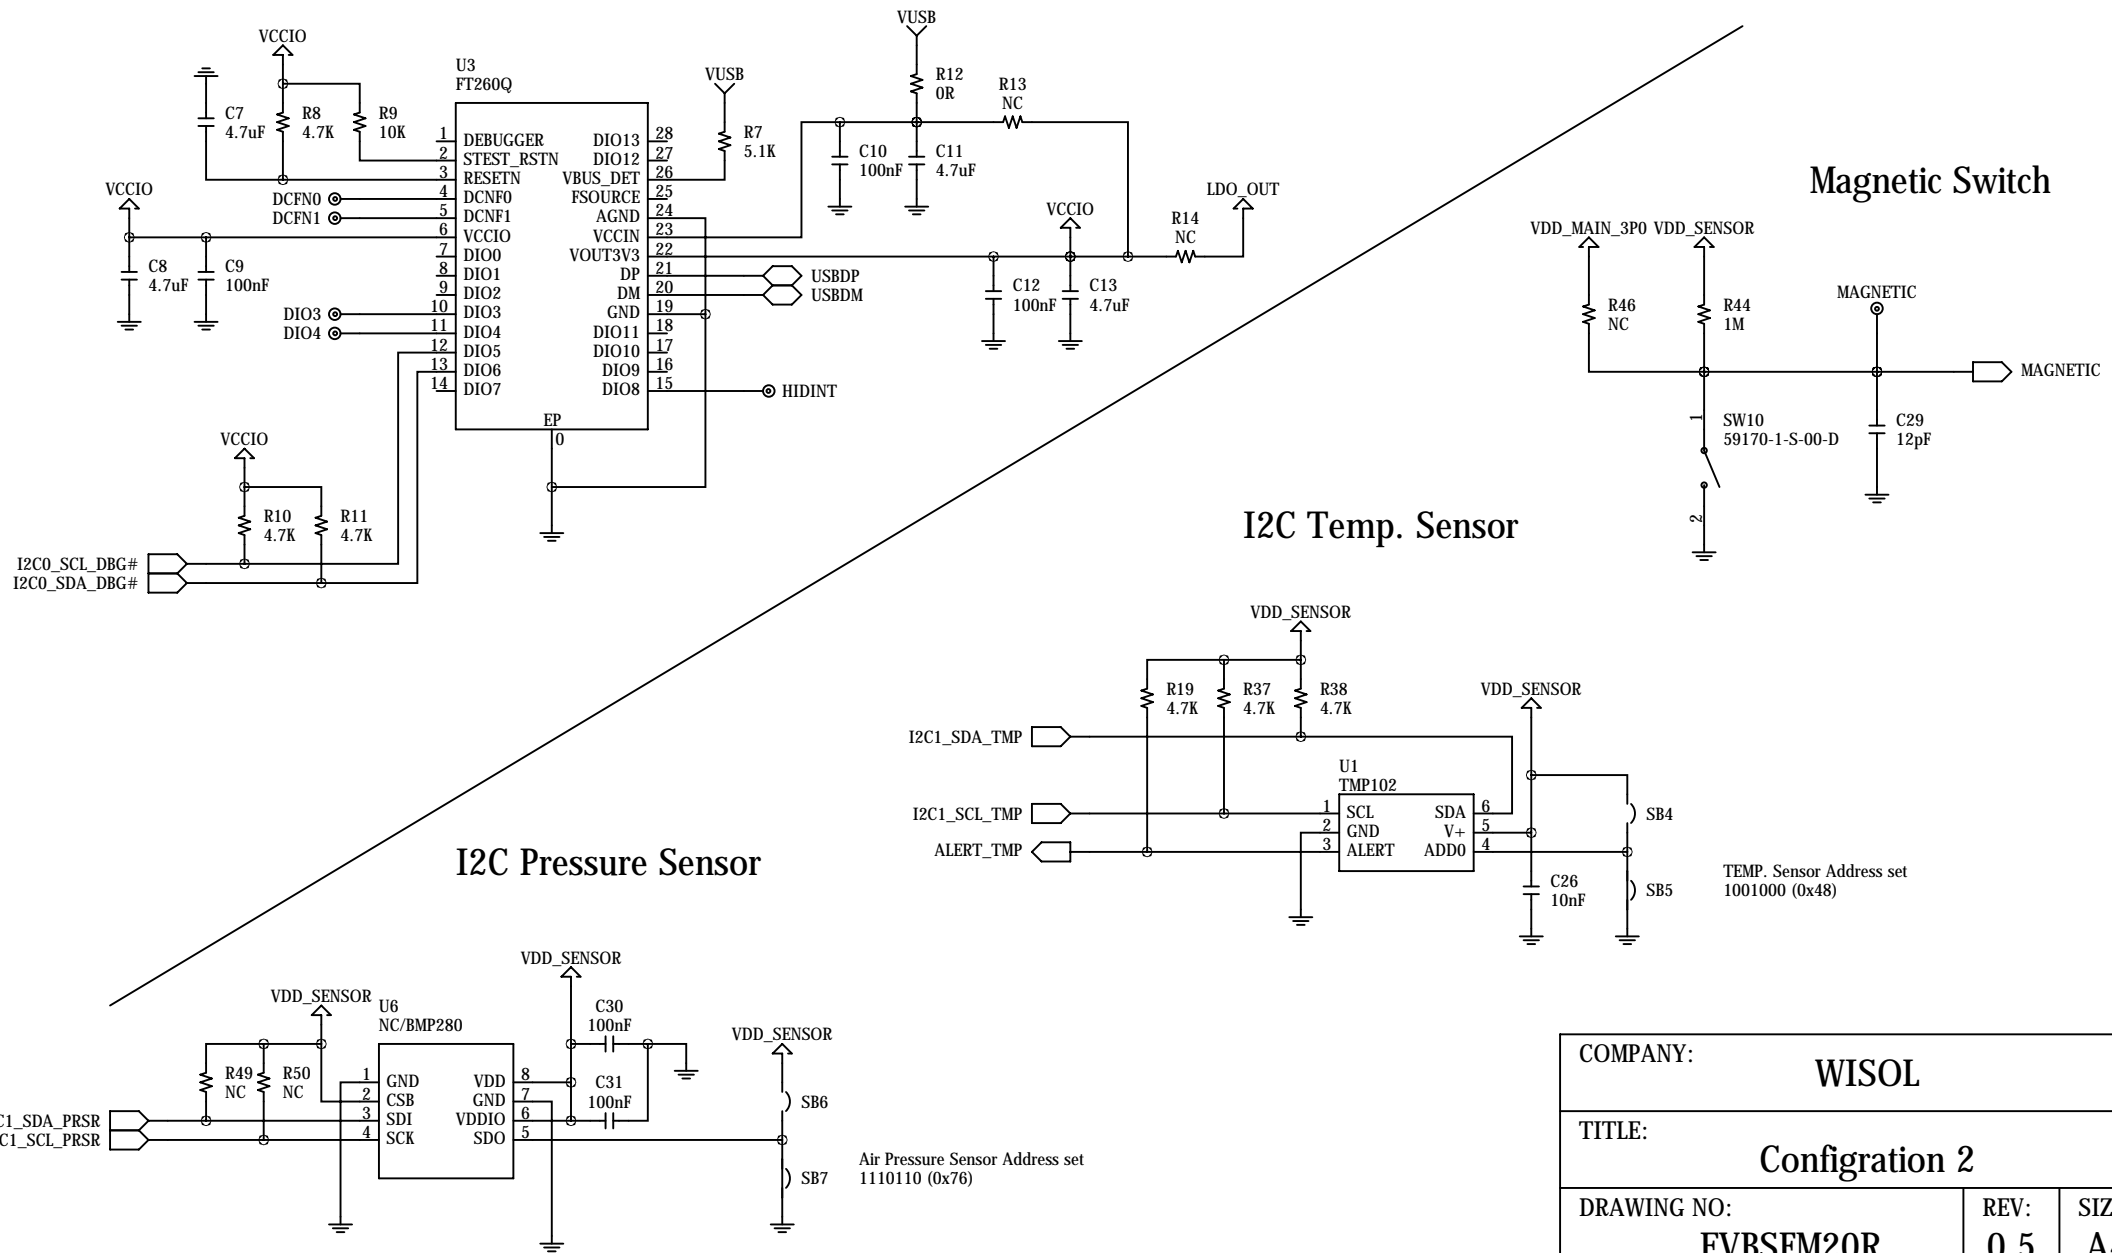 VCCIO
C7
4.7uF
R8
4.7K
R9
10K
U3
FT260Q
1 DEBUGGER
2 STEST_RSTN
3 RESETN
4 DCNF0
5 DCNF1
6 VCCIO
7 DIO0
8 DIO1
9 DIO2
10 DIO3
11 DIO4
12 DIO5
13 DIO6
14 DIO7
DIO13 28
DIO12 27
VBUS_DET 26
FSOURCE 25
AGND 24
VCCIN 23
VOUT3V3 22
DP 21
DM 20
GND 19
DIO11 18
DIO10 17
DIO9 16
DIO8 15
EP
0
DCFN0
DCFN1
VCCIO
C8
4.7uF
C9
100nF
DIO3
DIO4
VCCIO
R10
4.7K
R11
4.7K
I2C0_SCL_DBG#
I2C0_SDA_DBG#
VUSB
R7
5.1K
VUSB
R12
0R
R13
NC
C10
100nF
C11
4.7uF
VCCIO
R14
NC
LDO_OUT
C12
100nF
C13
4.7uF
USBDP
USBDM
HIDINT
Magnetic Switch
VDD_MAIN_3P0 VDD_SENSOR
R46
NC
R44
1M
MAGNETIC
MAGNETIC
1
SW10
59170-1-S-00-D
2
C29
12pF
I2C Temp. Sensor
VDD_SENSOR
R19
4.7K
R37
4.7K
R38
4.7K
VDD_SENSOR
I2C1_SDA_TMP
I2C1_SCL_TMP
ALERT_TMP
U1
TMP102
1 SCL SDA 6
2 GND V+ 5
3 ALERT ADD0 4
SB4
SB5
C26
10nF
TEMP. Sensor Address set
1001000 (0x48)
I2C Pressure Sensor
VDD_SENSOR
VDD_SENSOR
U6
NC/BMP280
R49
NC
R50
NC
C1_SDA_PRSR
C1_SCL_PRSR
1 GND VDD 8
2 CSB GND 7
3 SDI VDDIO 6
4 SCK SDO 5
C30
100nF
C31
100nF
VDD_SENSOR
SB6
SB7
Air Pressure Sensor Address set
1110110 (0x76)
COMPANY:
WISOL
TITLE:
Configration 2
DRAWING NO: REV: SIZ
EVBSFM20R 0.5 A